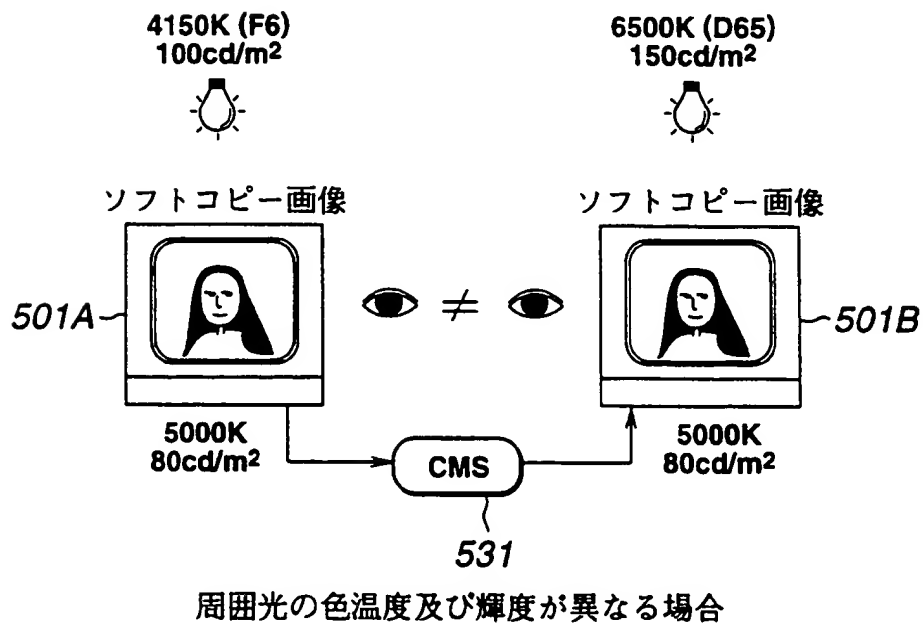 4150K (F6)
100cd/m2
6500K (D65)
150cd/m2
ソフトコピー画像
ソフトコピー画像
501A
≠
501B
5000K
80cd/m2
5000K
80cd/m2
CMS
531
周囲光の色温度及び輝度が異なる場合